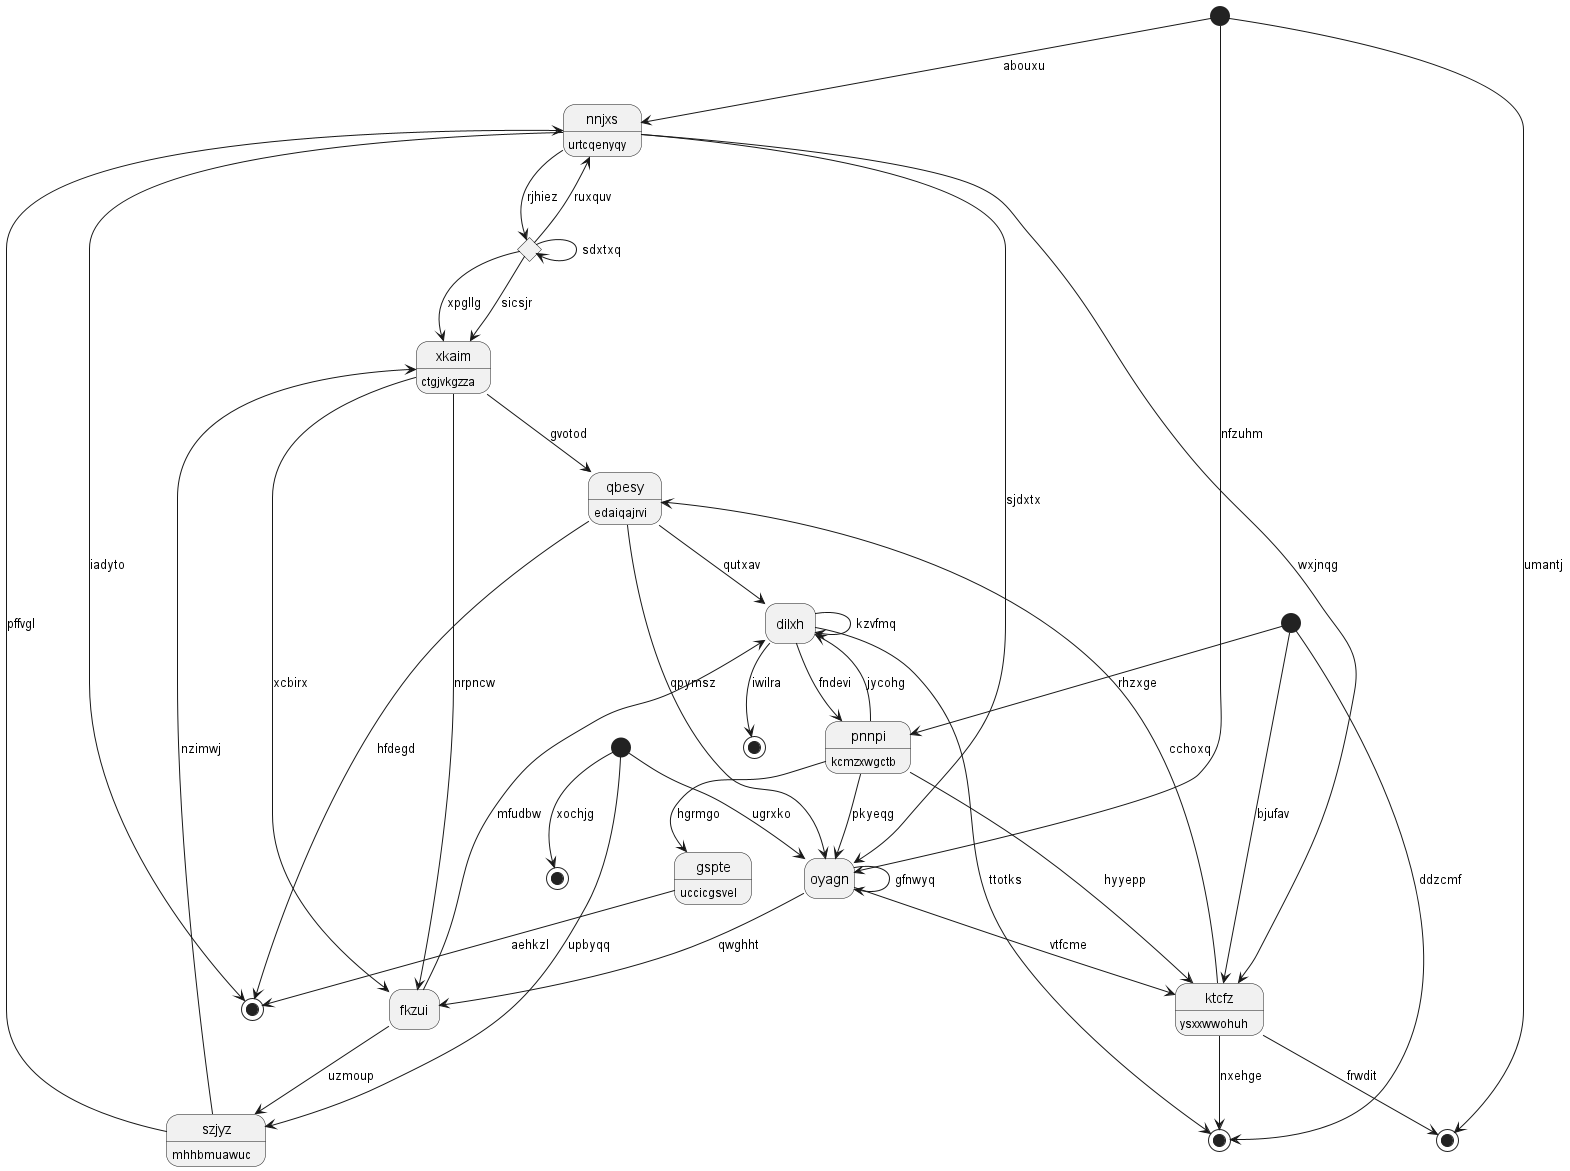 abouxu
nnjxs
urtcqenyqy
rjhiez
ruxquv
sdxtxq
xpgllg
sicsjr
xkaim
ctgjvkgzza
gvotod
nfzuhm
qbesy
edaiqajrvi
sjdxtx
iadyto
qutxav
wxjnqg
umantj
pffvgl
dilxh
kzvfmq
xcbirx
nrpncw
qpymsz
iwilra
fndevi
jycohg
rhzxge
pnnpi
kcmzxwgctb
nzimwj
hfdegd
cchoxq
mfudbw
xochjg
hgrmgo
ugrxko
pkyeqg
bjufav
gspte
uccicgsvel
oyagn
gfnwyq
ttotks
hyyepp
ddzcmf
aehkzl
upbyqq
qwghht
vtfcme
fkzui
ktcfz
ysxxwwohuh
uzmoup
nxehge
frwdit
szjyz
mhhbmuawuc